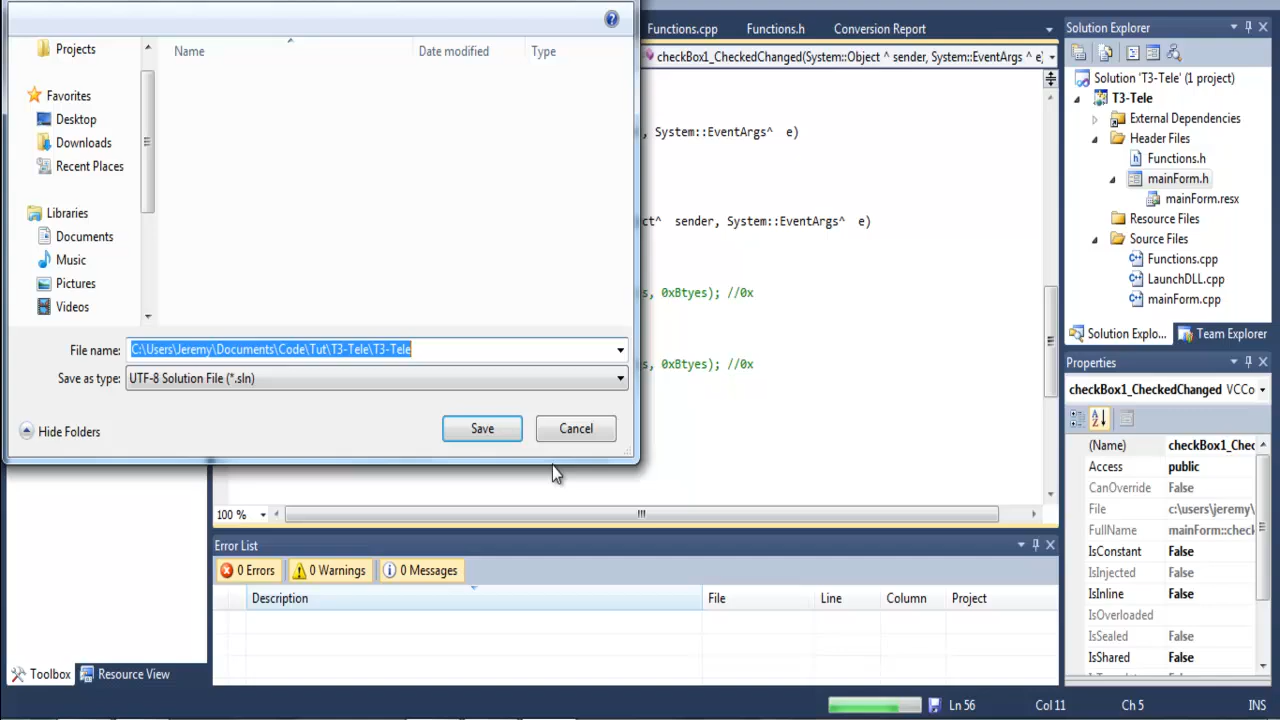 Projects
Favorites
Desktop
Downloads
Recent Places
Libraries
Documents
Music
Pictures
Videos
Name
Date modified
Type
File name:
C:\Users\Jeremy\Documents\Code\Tut\T3-Tele\T3-Tele
Save as type:
UTF-8 Solution File (*.sln)
Hide Folders
Save
Cancel
Functions.cpp
Functions.h
Conversion Report
checkBox1_CheckedChanged(System::Object ^ sender, System::EventArgs ^ e)
, System::EventArgs^ e)
ct^ sender, System::EventArgs^ e)
s, 0xBtyes); //0x
s, 0xBtyes); //0x
100 %
Error List
0 Errors
0 Warnings
0 Messages
Description
File
Line
Column
Project
Toolbox
Resource View
Solution Explorer
Solution 'T3-Tele' (1 project)
T3-Tele
External Dependencies
Header Files
Functions.h
mainForm.h
mainForm.resx
Resource Files
Source Files
Functions.cpp
LaunchDLL.cpp
mainForm.cpp
Solution Explo...
Team Explorer
Properties
checkBox1_CheckedChanged VCCo
(Name) checkBox1_Chec
Access public
CanOverride False
File c:\users\jeremy\
FullName mainForm::check
IsConstant False
IsInjected False
IsInline False
IsOverloaded False
IsSealed False
IsShared False
Ln 56
Col 11
Ch 5
INS